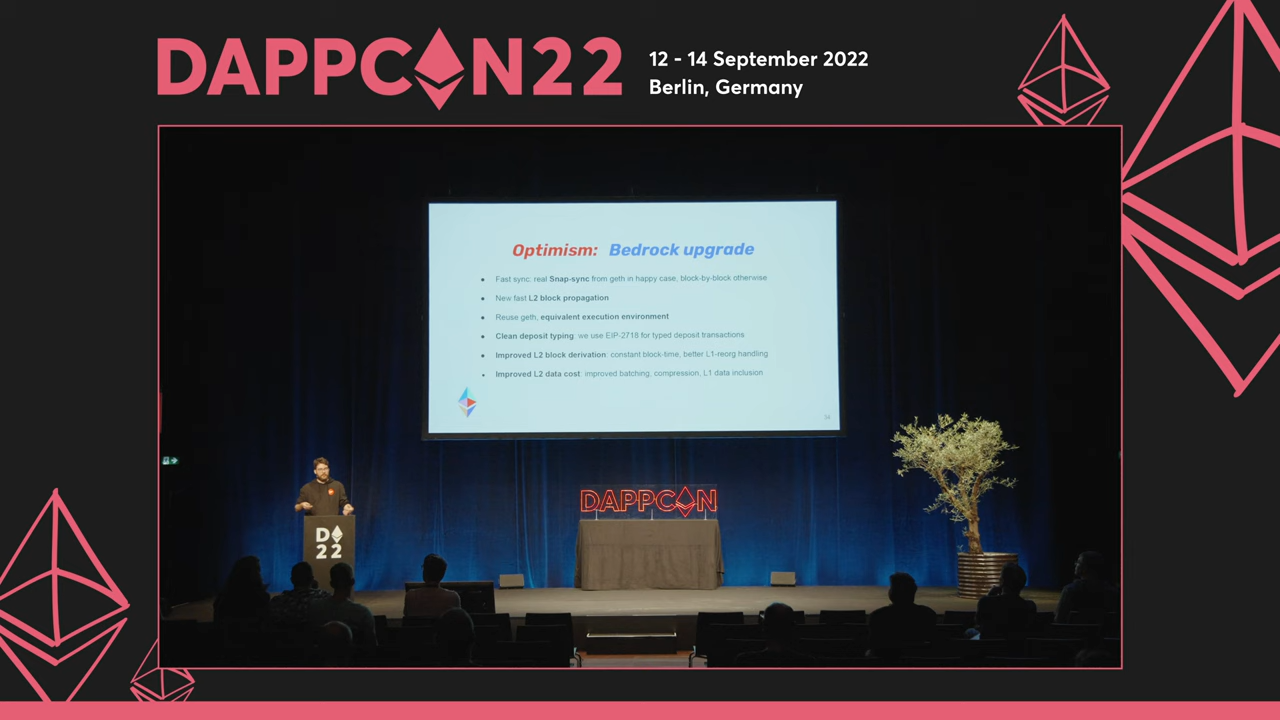 DAPPCON22
12 - 14 September 2022
Berlin, Germany
Optimism: Bedrock upgrade
● Fast sync: real Snap-sync from geth in happy case, block-by-block otherwise
● New fast L2 block propagation
● Reuse geth, equivalent execution environment
● Clean deposit typing: we use EIP-2718 for typed deposit transactions
● Improved L2 block derivation: constant block-time, better L1-reorg handling
● Improved L2 data cost: improved batching, compression, L1 data inclusion
DAPPCON
D
22